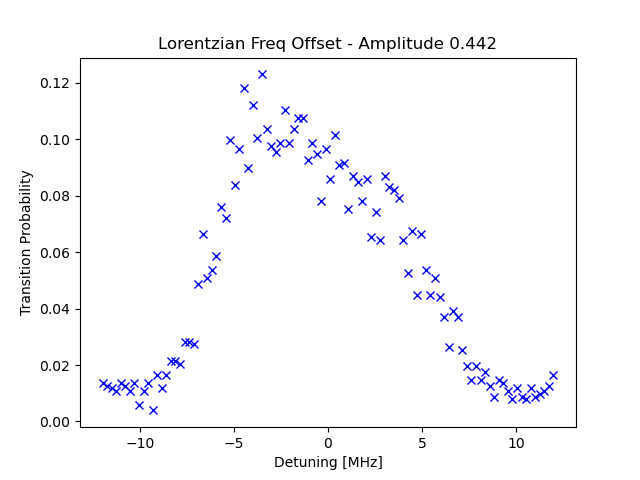 Lorentzian Freq Offset - Amplitude 0.442
0.12
0.10
0.08
0.06
0.04
0.02
0.00
Transition Probability
−10 −5 0 5 10
Detuning [MHz]